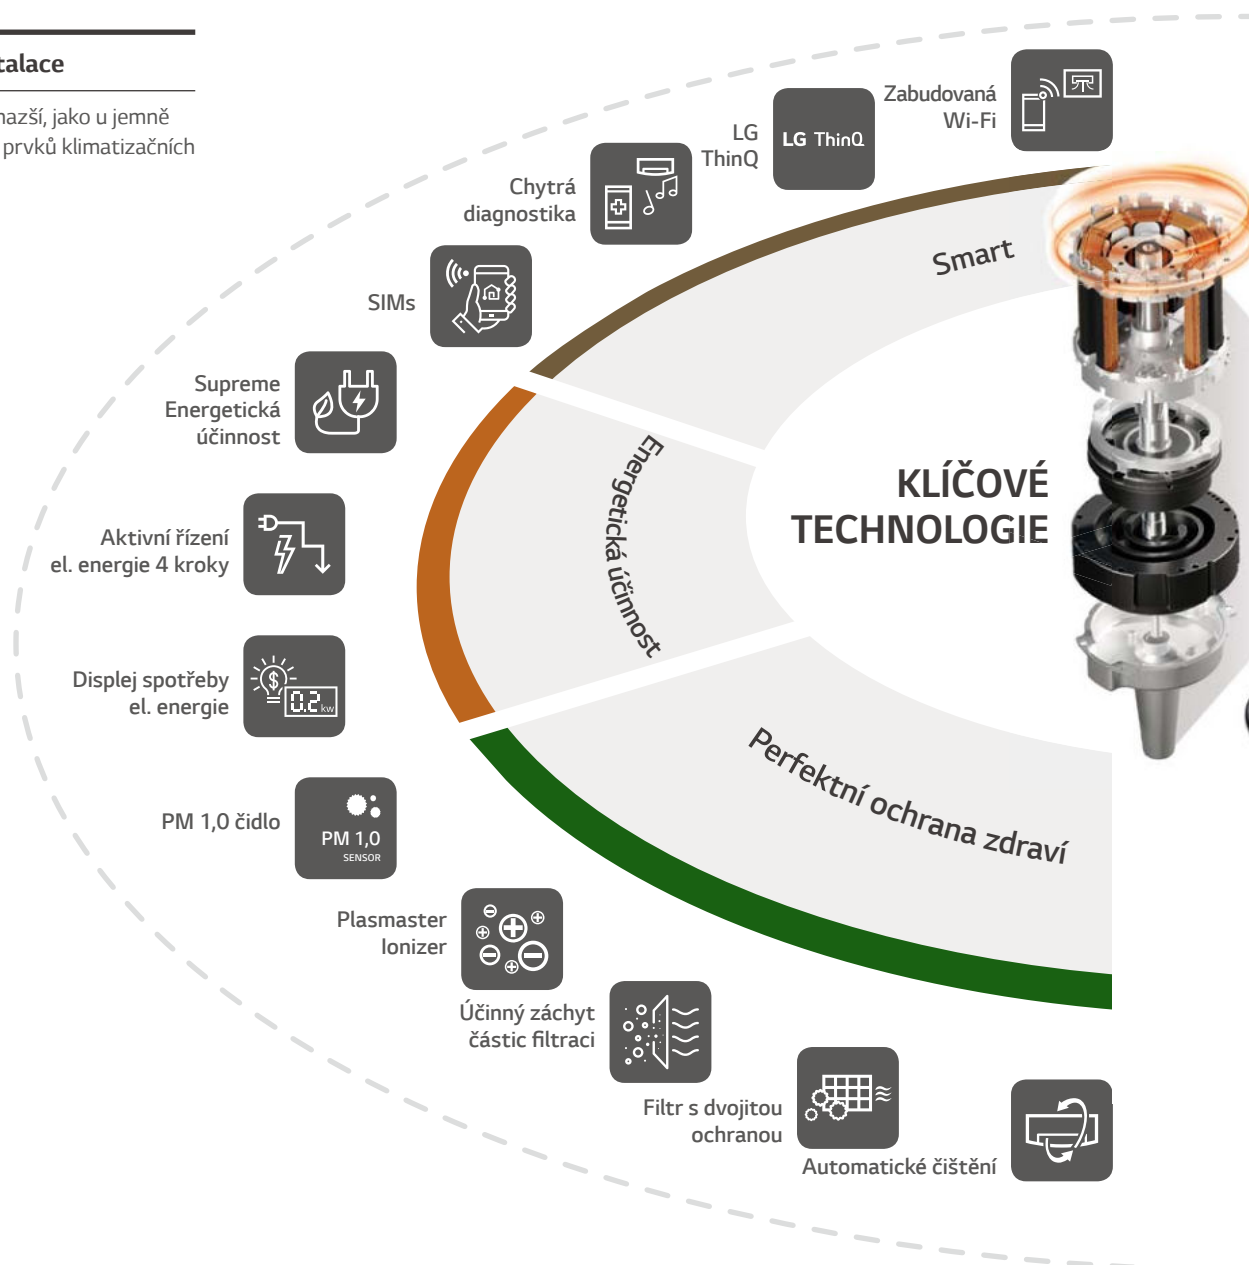 talace
nazší, jako u jemně
prvků klimatizačních
Zabudovaná
Wi-Fi
LG
ThinQ
LG ThinQ
Chytrá
diagnostika
SIMs
Supreme
Energetická
účinnost
Aktivní řízení
el. energie 4 kroky
Displej spotřeby
el. energie
0.2 kw
PM 1,0 čidlo
PM 1,0
SENSOR
Plasmaster
Ionizer
Účinný záchyt
částic filtraci
Filtr s dvojitou
ochranou
Automatické čištění
Smart
Energetická účinnost
Perfektní ochrana zdraví
KLÍČOVÉ
TECHNOLOGIE